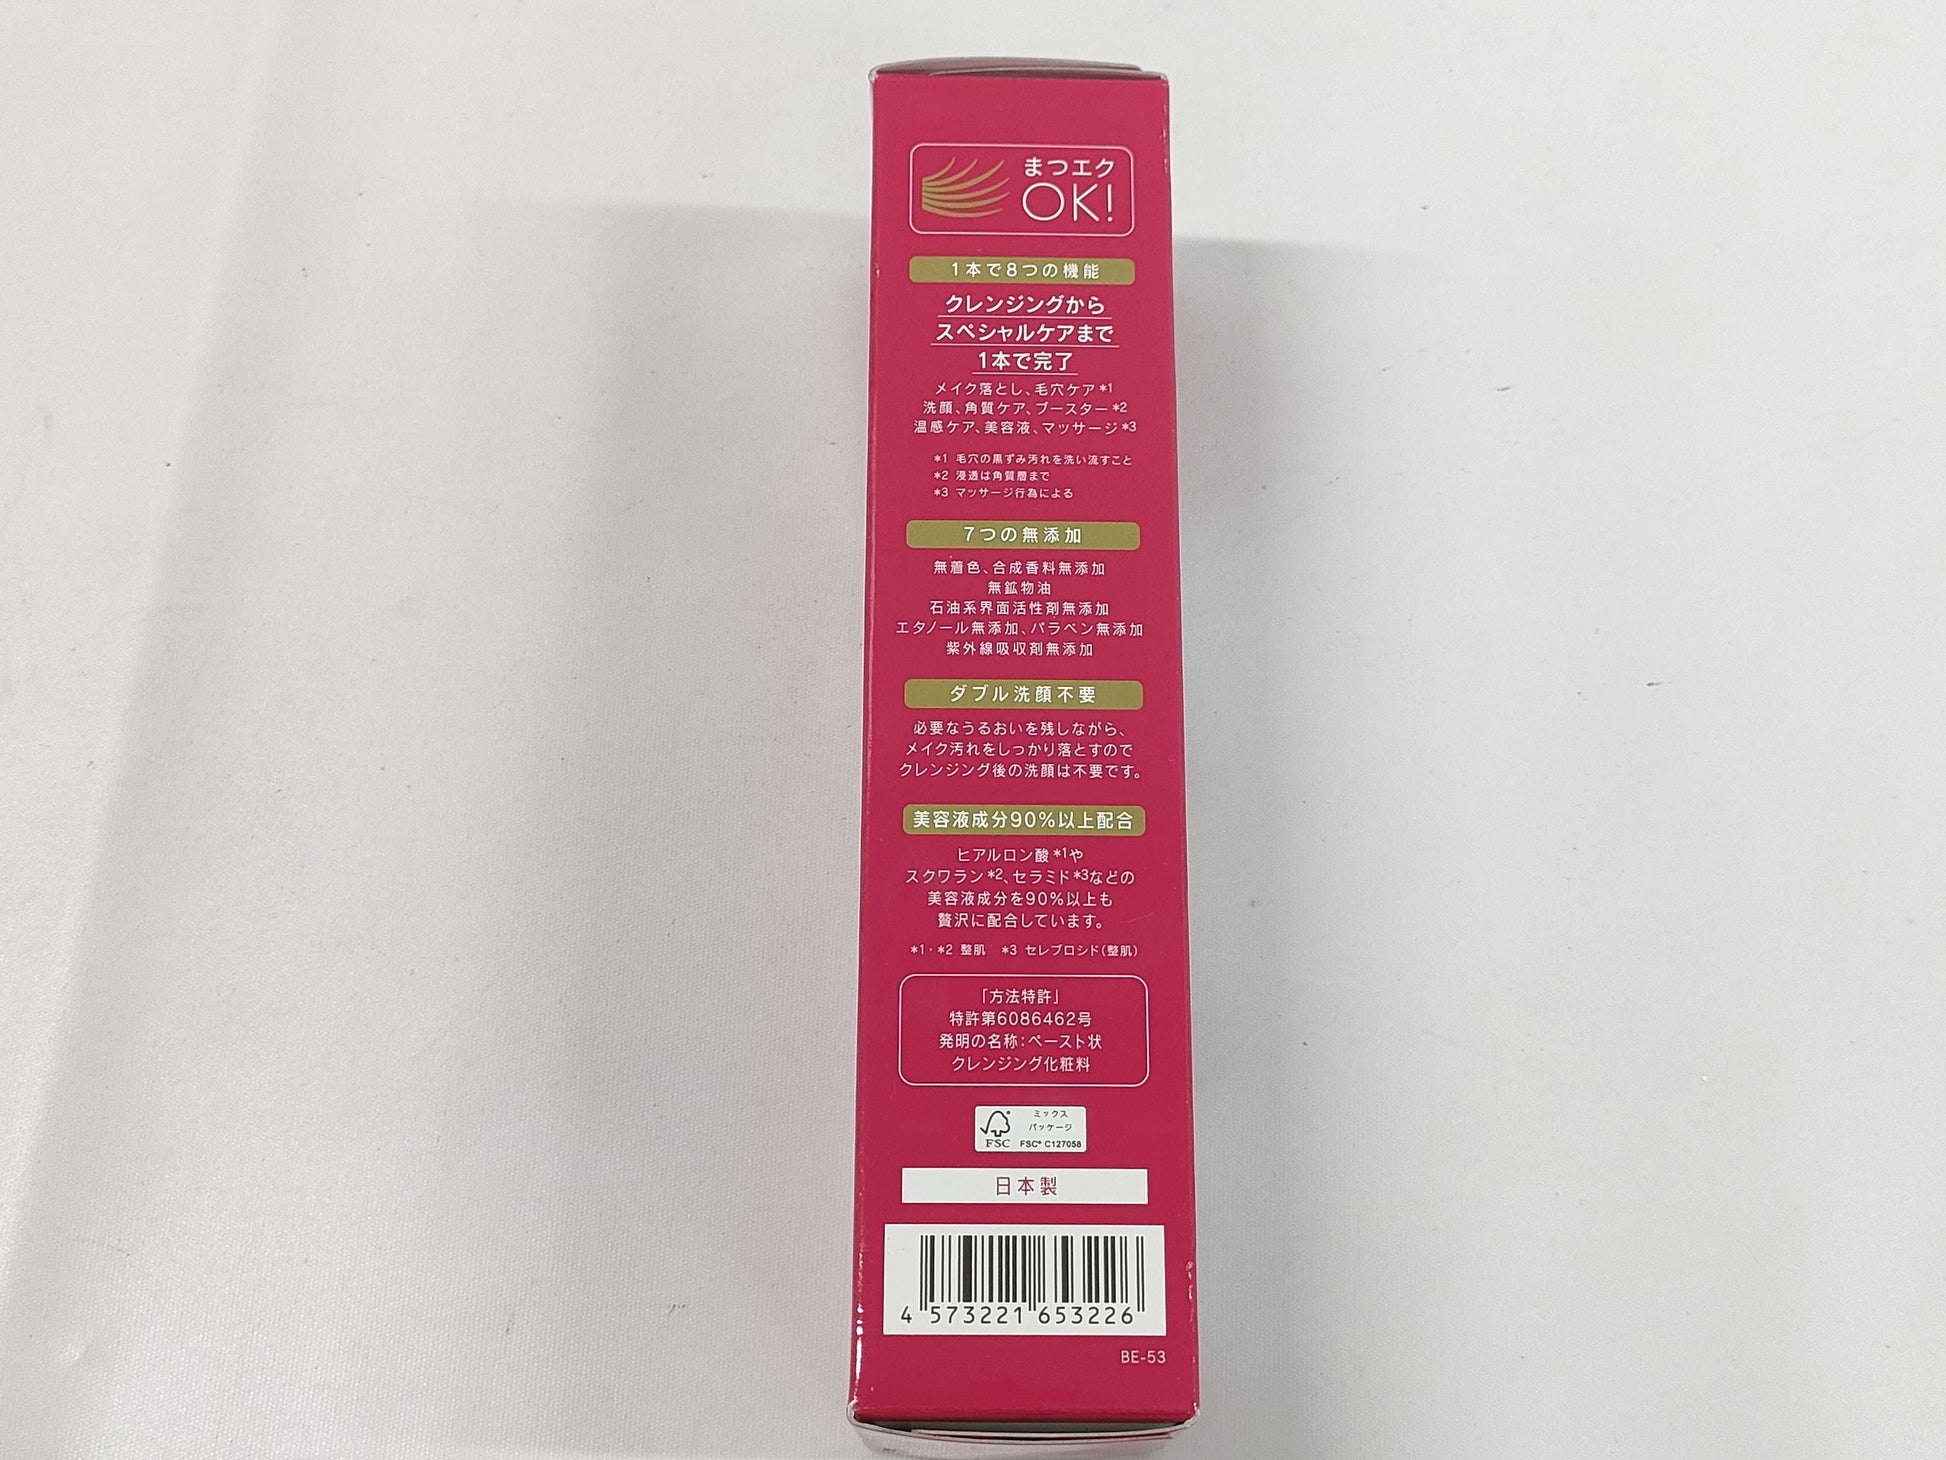 まつエク
OK!
1本で8つの機能
クレンジングから
スペシャルケアまで
1本で完了
メイク落とし、毛穴ケア*1
洗顔、角質ケア、ブースター*2
温感ケア、美容液、マッサージ*3
*1 毛穴の黒ずみ汚れを洗い流すこと
*2 浸透は角質層まで
*3 マッサージ行為による
7つの無添加
無着色、合成香料無添加
無鉱物油
石油系界面活性剤無添加
エタノール無添加、パラベン無添加
紫外線吸収剤無添加
ダブル洗顔不要
必要なうるおいを残しながら、
メイク汚れをしっかり落とすので
クレンジング後の洗顔は不要です。
美容液成分90%以上配合
ヒアルロン酸*1や
スクワラン*2、セラミド*3などの
美容液成分を90%以上も
贅沢に配合しています。
*1・*2 整肌 *3 セレブロシド(整肌)
「方法特許」
特許第6086462号
発明の名称:ペースト状
クレンジング化粧料
ミックス
パッケージ
FSC FSC® C127058
日本製
4 573221 653226
BE-53